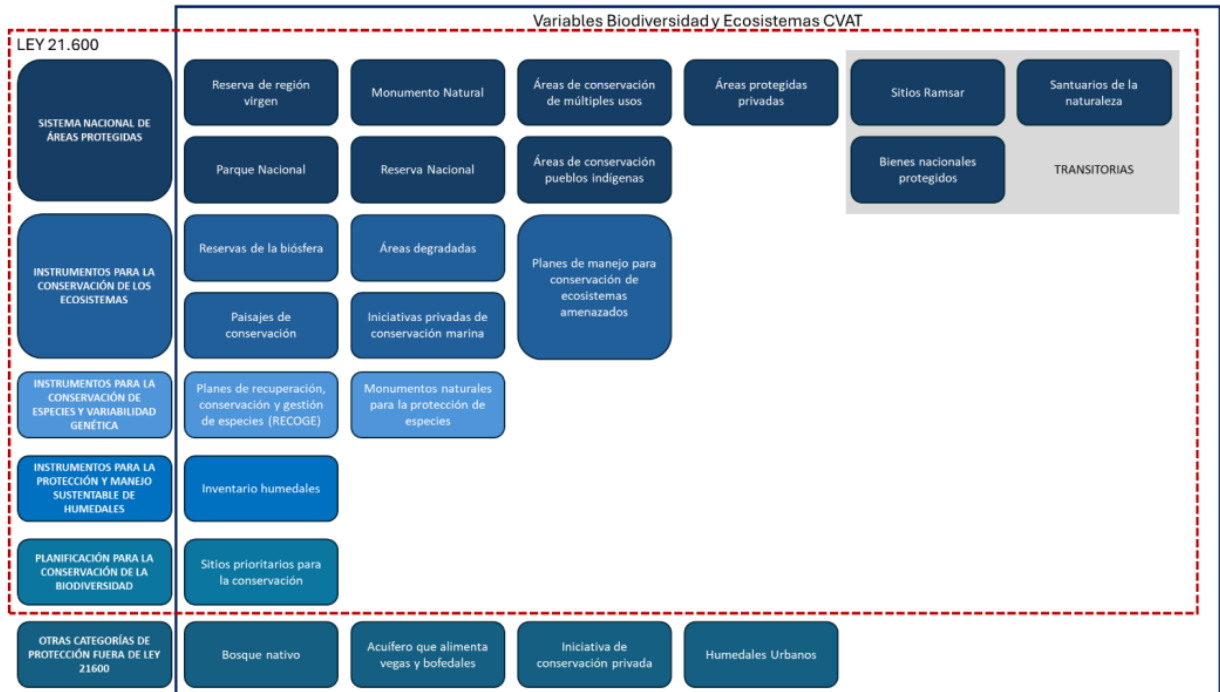 Variables Biodiversidad y Ecosistemas CVAT
LEY 21.600
SISTEMA NACIONAL DE
ÁREAS PROTEGIDAS
Reserva de región
virgen
Monumento Natural
Áreas de conservación
de múltiples usos
Áreas protegidas
privadas
Sitios Ramsar
Santuarios de la
naturaleza
Parque Nacional
Reserva Nacional
Áreas de conservación
pueblos indígenas
Bienes nacionales
protegidos
TRANSITORIAS
INSTRUMENTOS PARA LA
CONSERVACIÓN DE LOS
ECOSISTEMAS
Reservas de la biósfera
Áreas degradadas
Planes de manejo para
conservación de
ecosistemas
amenazados
Paisajes de
conservación
Iniciativas privadas de
conservación marina
INSTRUMENTOS PARA LA
CONSERVACIÓN DE
ESPECIES Y VARIABILIDAD
GENÉTICA
Planes de recuperación,
conservación y gestión
de especies (RECOGE)
Monumentos naturales
para la protección de
especies
INSTRUMENTOS PARA LA
PROTECCIÓN Y MANEJO
SUSTENTABLE DE
HUMEDALES
Inventario humedales
PLANIFICACIÓN PARA LA
CONSERVACIÓN DE LA
BIODIVERSIDAD
Sitios prioritarios para
la conservación
OTRAS CATEGORÍAS DE
PROTECCIÓN FUERA DE LEY
21600
Bosque nativo
Acuífero que alimenta
vegas y bofedales
Iniciativa de
conservación privada
Humedales Urbanos